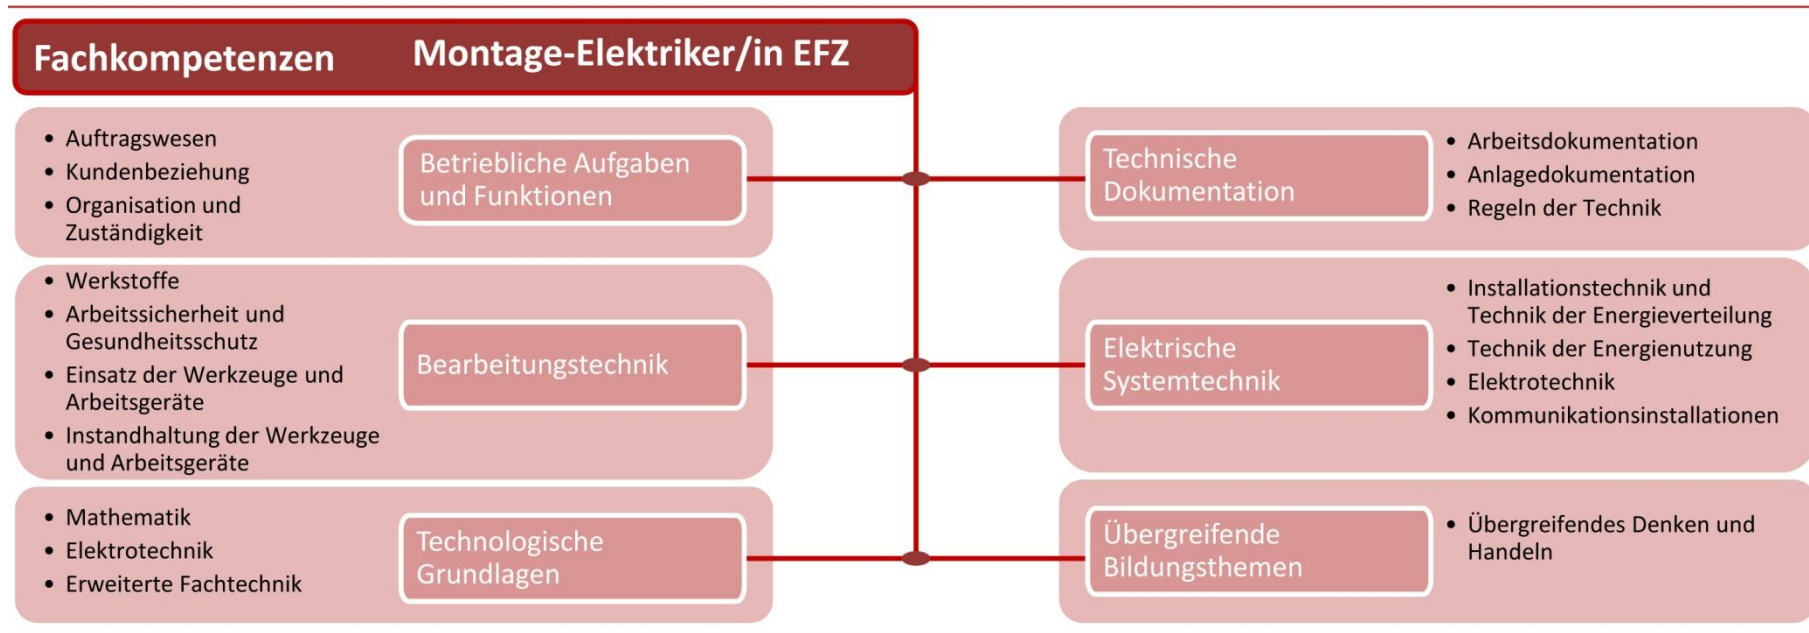 Fachkompetenzen Montage-Elektriker/in EFZ
• Auftragswesen
• Kundenbeziehung
• Organisation und
Zuständigkeit
Betriebliche Aufgaben
und Funktionen
Technische
Dokumentation
• Arbeitsdokumentation
• Anlagedokumentation
• Regeln der Technik
• Werkstoffe
• Arbeitssicherheit und
Gesundheitsschutz
• Einsatz der Werkzeuge und
Arbeitsgeräte
• Instandhaltung der Werkzeuge
und Arbeitsgeräte
Bearbeitungstechnik
Elektrische
Systemtechnik
• Installationstechnik und
Technik der Energieverteilung
• Technik der Energienutzung
• Elektrotechnik
• Kommunikationsinstallationen
• Mathematik
• Elektrotechnik
• Erweiterte Fachtechnik
Technologische
Grundlagen
Übergreifende
Bildungsthemen
• Übergreifendes Denken und
Handeln